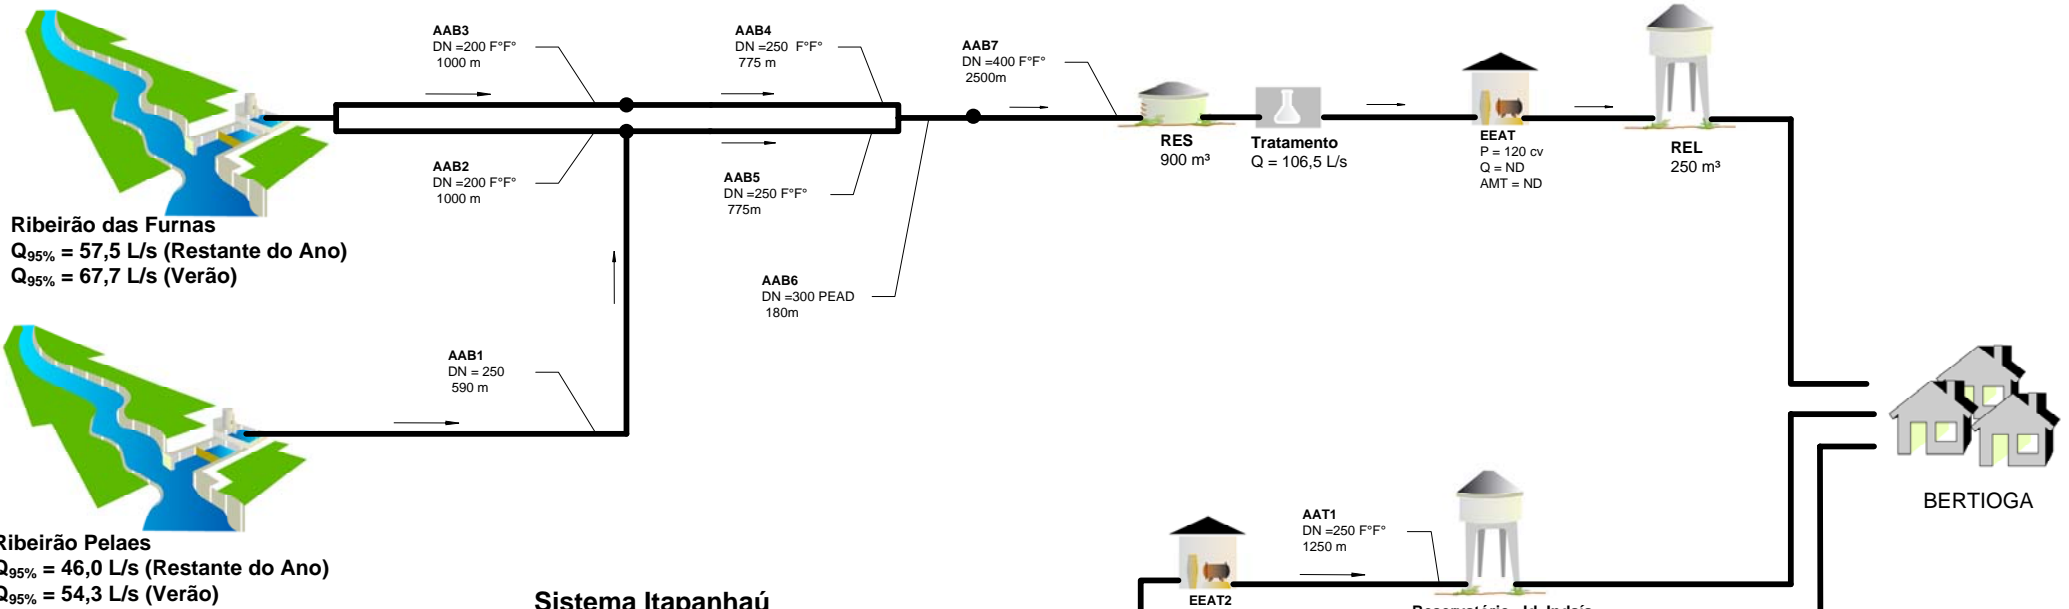 AAB3
DN =200 F°F°
1000 m
AAB4
DN =250 F°F°
775 m
AAB7
DN =400 F°F°
2500m
RES
900 m³
Tratamento
Q = 106,5 L/s
EEAT
P = 120 cv
Q = ND
AMT = ND
REL
250 m³
AAB2
DN =200 F°F°
1000 m
AAB5
DN =250 F°F°
775m
Ribeirão das Furnas
Q95% = 57,5 L/s (Restante do Ano)
Q95% = 67,7 L/s (Verão)
AAB6
DN =300 PEAD
180m
AAB1
DN = 250
590 m
BERTIOGA
Ribeirão Pelaes
Q95% = 46,0 L/s (Restante do Ano)
Q95% = 54,3 L/s (Verão)
AAT1
DN =250 F°F°
1250 m
Sistema Itapanhaú
EEAT2
Reservatório Jd. Indaía